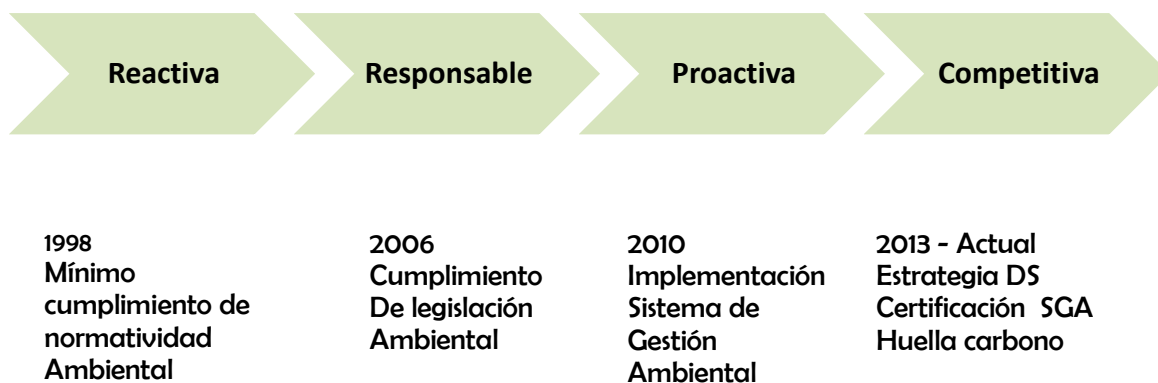 Reactiva
Responsable
Proactiva
Competitiva
1998
Mínimo
cumplimiento de
normatividad
Ambiental
2006
Cumplimiento
De legislación
Ambiental
2010
Implementación
Sistema de
Gestión
Ambiental
2013 - Actual
Estrategia DS
Certificación SGA
Huella carbono